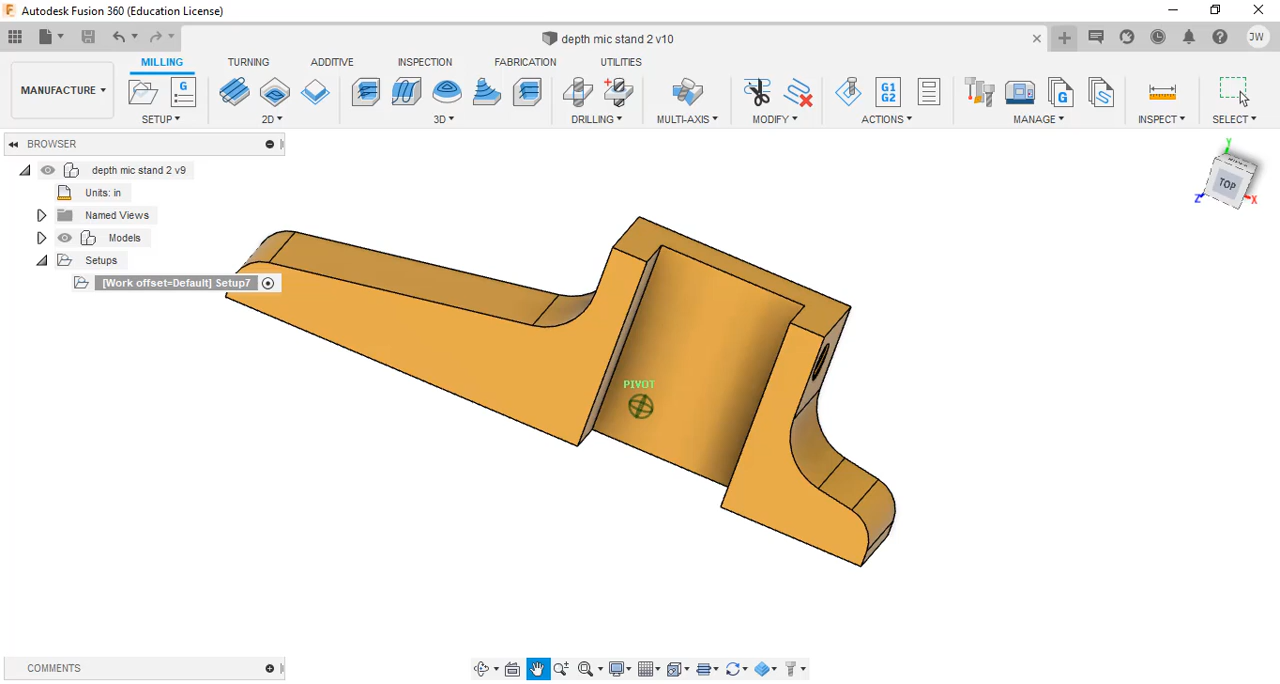 Autodesk Fusion 360 (Education License)
depth mic stand 2 v10
JW
MANUFACTURE
MILLING TURNING ADDITIVE INSPECTION FABRICATION UTILITIES
G
G1
G2
G
SETUP 2D 3D DRILLING MULTI-AXIS MODIFY ACTIONS MANAGE INSPECT SELECT
BROWSER
depth mic stand 2 v9
Units: in
Named Views
Models
Setups
[Work offset=Default] Setup7
PIVOT
Y
TOP
Z
X
COMMENTS